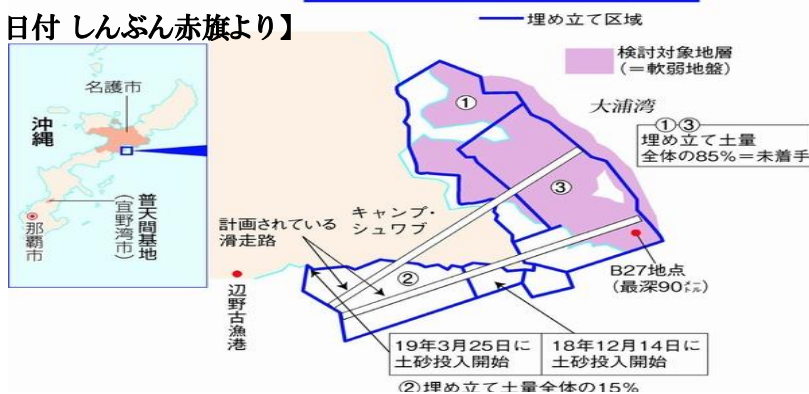 日付 しんぶん赤旗より】
埋め立て区域
検討対象地層
(=軟弱地盤)
大浦湾
①③
埋め立て土量
全体の85%=未着手
①
③
②
名護市
沖縄
普天間基地
(宜野湾市)
那覇市
計画されている
滑走路
キャンプ・
シュワブ
辺野古漁港
B27地点
(最深90㍍)
19年3月25日に
土砂投入開始
18年12月14日に
土砂投入開始
②埋め立て土量全体の15%